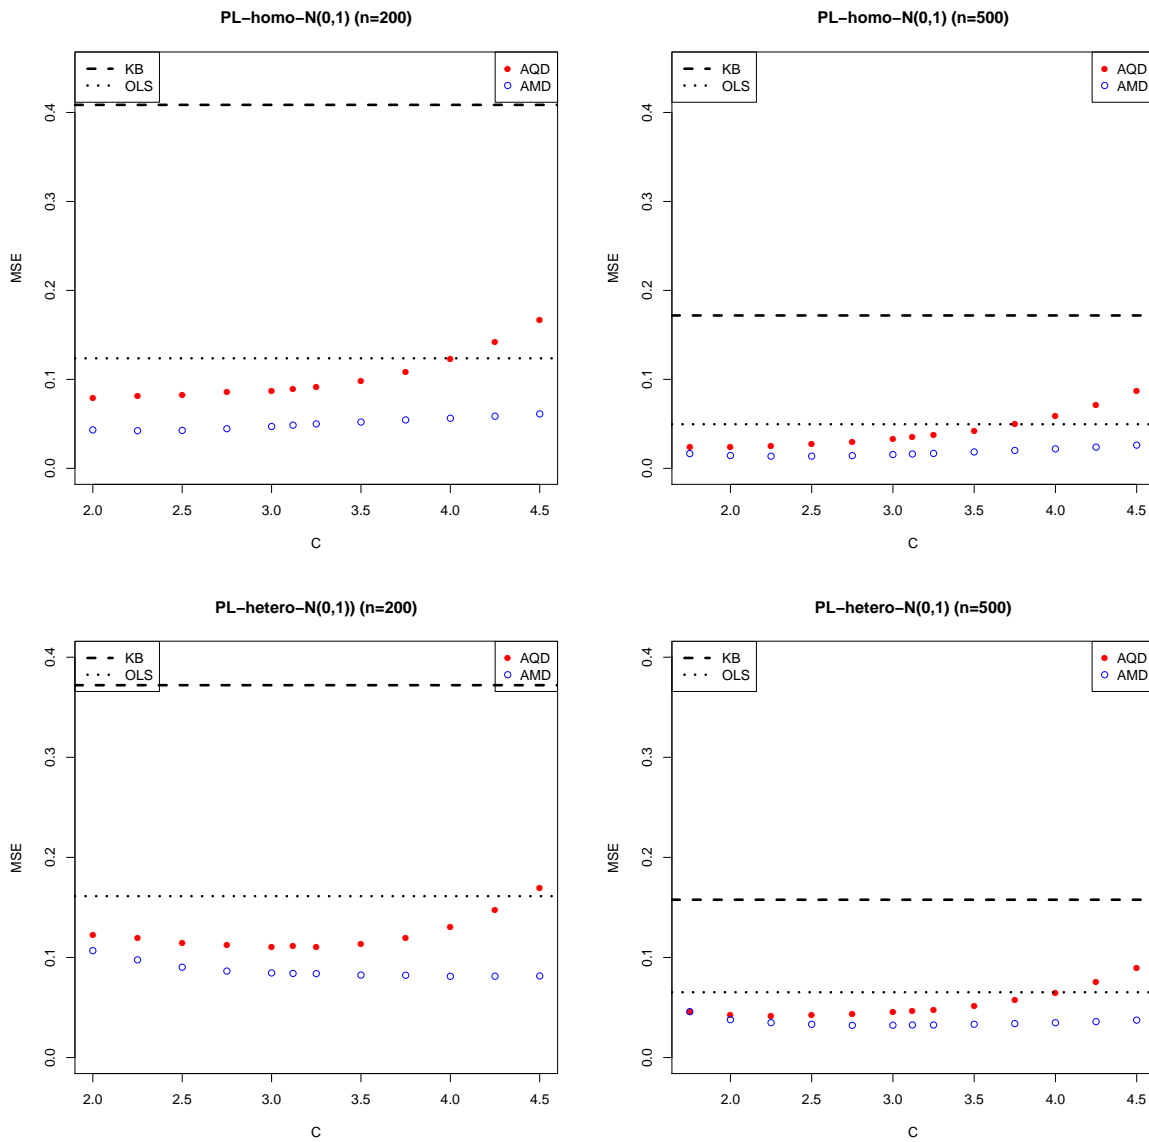 PL−homo−N(0,1) (n=200)
KB
OLS
AQD
AMD
MSE
0.0
0.1
0.2
0.3
0.4
2.0 2.5 3.0 3.5 4.0 4.5
C
PL−homo−N(0,1) (n=500)
KB
OLS
AQD
AMD
MSE
0.0
0.1
0.2
0.3
0.4
2.0 2.5 3.0 3.5 4.0 4.5
C
PL−hetero−N(0,1)) (n=200)
KB
OLS
AQD
AMD
MSE
0.0
0.1
0.2
0.3
0.4
2.0 2.5 3.0 3.5 4.0 4.5
C
PL−hetero−N(0,1) (n=500)
KB
OLS
AQD
AMD
MSE
0.0
0.1
0.2
0.3
0.4
2.0 2.5 3.0 3.5 4.0 4.5
C